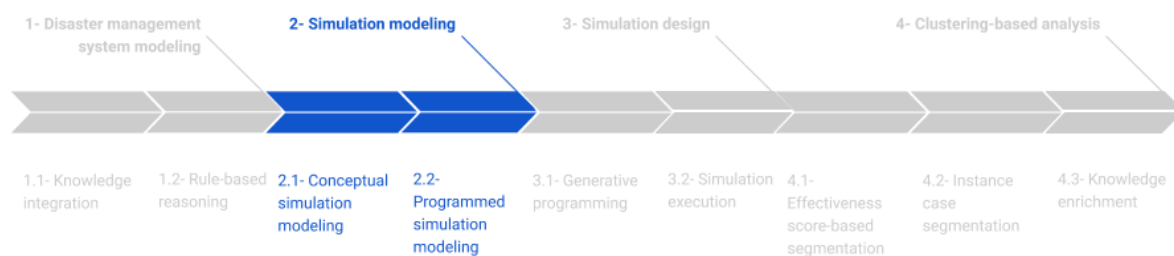 1- Disaster management
system modeling
2- Simulation modeling
3- Simulation design
4- Clustering-based analysis
1.1- Knowledge
integration
1.2- Rule-based
reasoning
2.1- Conceptual
simulation
modeling
2.2-
Programmed
simulation
modeling
3.1- Generative
programming
3.2- Simulation
execution
4.1-
Effectiveness
score-based
segmentation
4.2- Instance
case
segmentation
4.3- Knowledge
enrichment